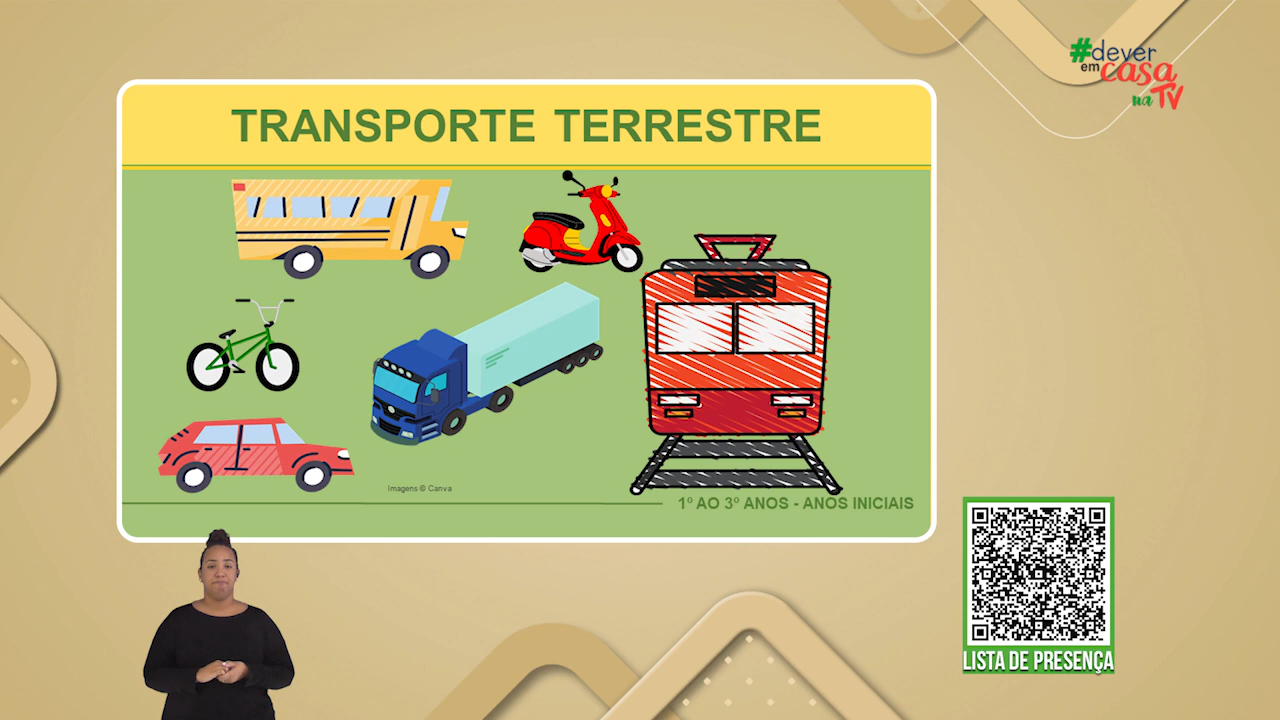 #dever
em casa
na TV
TRANSPORTE TERRESTRE
Imagens © Canva
1º AO 3º ANOS - ANOS INICIAIS
LISTA DE PRESENÇA